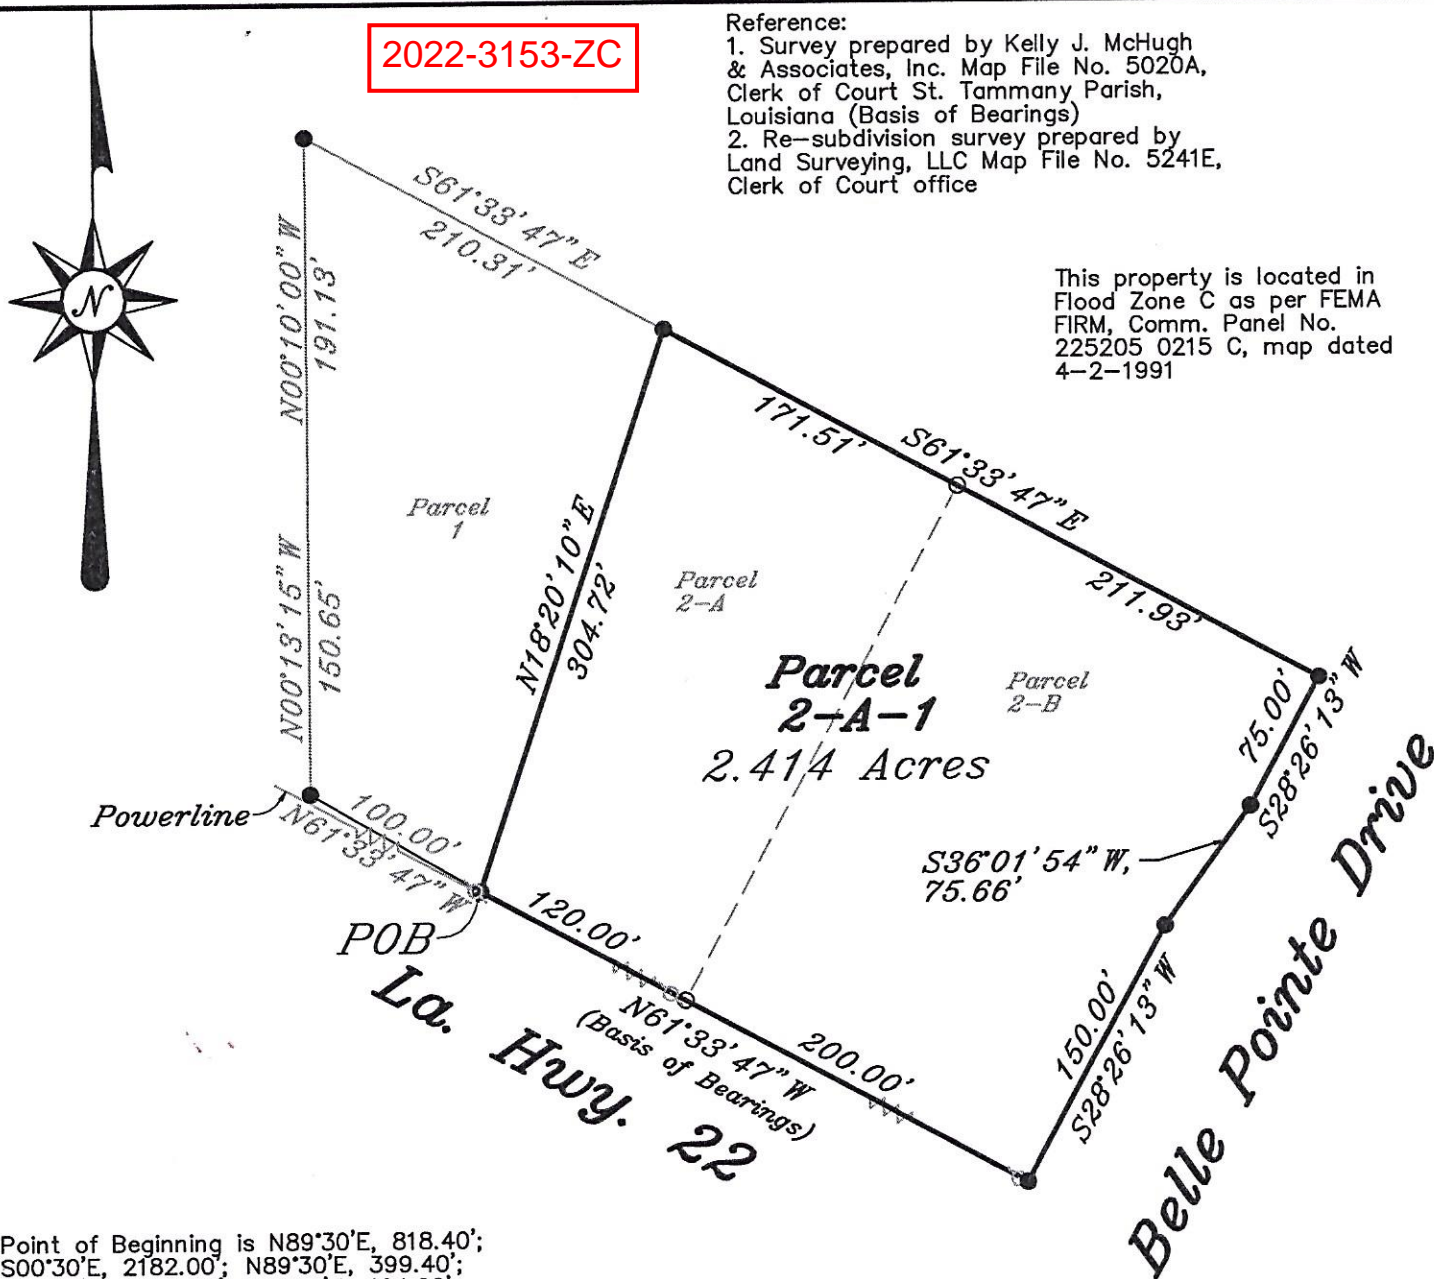 2022-3153-ZC
Reference:
1. Survey prepared by Kelly J. McHugh
& Associates, Inc. Map File No. 5020A,
Clerk of Court St. Tammany Parish,
Louisiana (Basis of Bearings)
2. Re-subdivision survey prepared by
Land Surveying, LLC Map File No. 5241E,
Clerk of Court office
This property is located in
Flood Zone C as per FEMA
FIRM, Comm. Panel No.
225205 0215 C, map dated
4-2-1991
N
S61°33'47"E
210.31'
N00°10'00"W
191.13'
171.51'
S61°33'47"E
211.93'
Parcel
1
N00°13'15"W
150.65'
N18°20'10"E
304.72'
Parcel
2-A
Parcel
2-A-1
2.414 Acres
Parcel
2-B
75.00'
S28°26'13"W
Powerline
100.00'
N61°33'47"W
S36°01'54"W,
75.66'
POB
120.00'
N61°33'47"W
(Basis of Bearings)
200.00'
150.00'
S28°26'13"W
La. Hwy. 22
Belle Pointe Drive
Point of Beginning is N89°30'E, 818.40';
S00°30'E, 2182.00'; N89°30'E, 399.40';